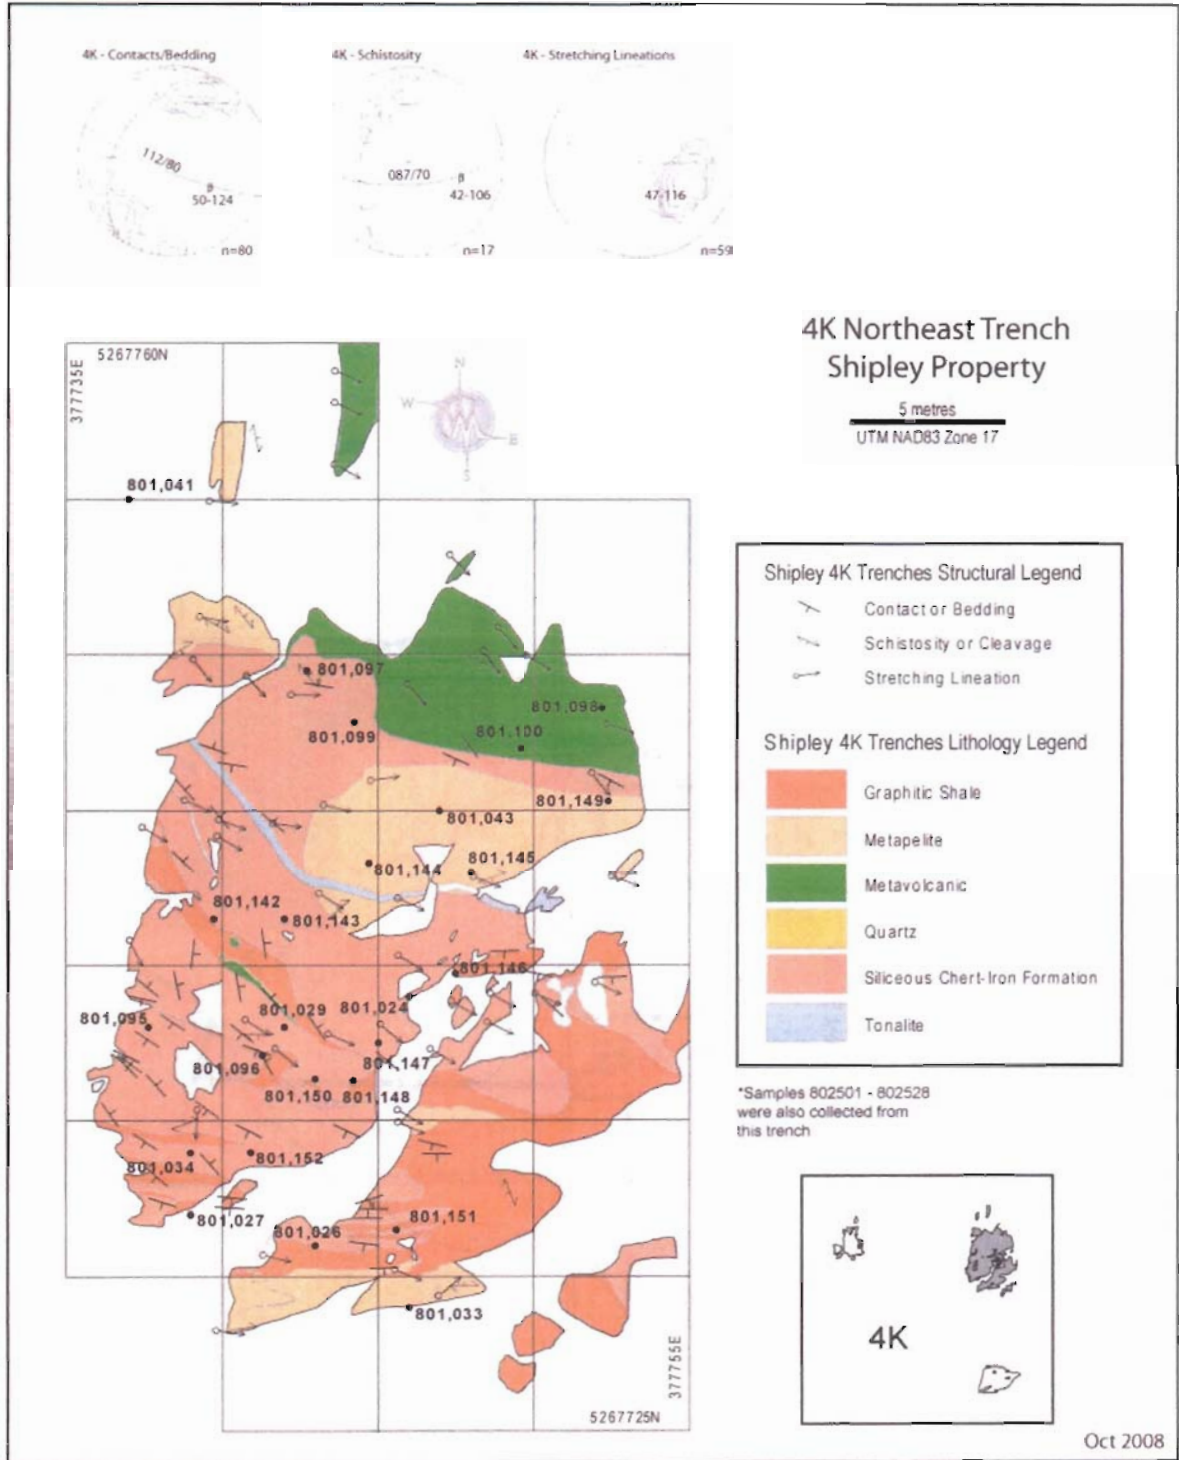 4K - Contacts/Bedding
4K - Schistosity
4K - Stretching Lineations
112/80
β
50-124
n=80
087/70
β
42-106
n=17
47-116
n=59
4K Northeast Trench
Shipley Property
5 metres
UTM NAD83 Zone 17
5267760N
377735E
N
W
E
S
801,041
801,097
801,098
801,099
801,100
801,149
801,043
801,144
801,145
801,142
801,143
801,146
801,029
801,024
801,095
801,096
801,147
801,150
801,148
801,034
801,152
801,027
801,026
801,151
801,033
377755E
5267725N
Shipley 4K Trenches Structural Legend
Contact or Bedding
Schistosity or Cleavage
Stretching Lineation
Shipley 4K Trenches Lithology Legend
Graphitic Shale
Metapelite
Metavolcanic
Quartz
Siliceous Chert-Iron Formation
Tonalite
*Samples 802501 - 802528
were also collected from
this trench
4K
Oct 2008